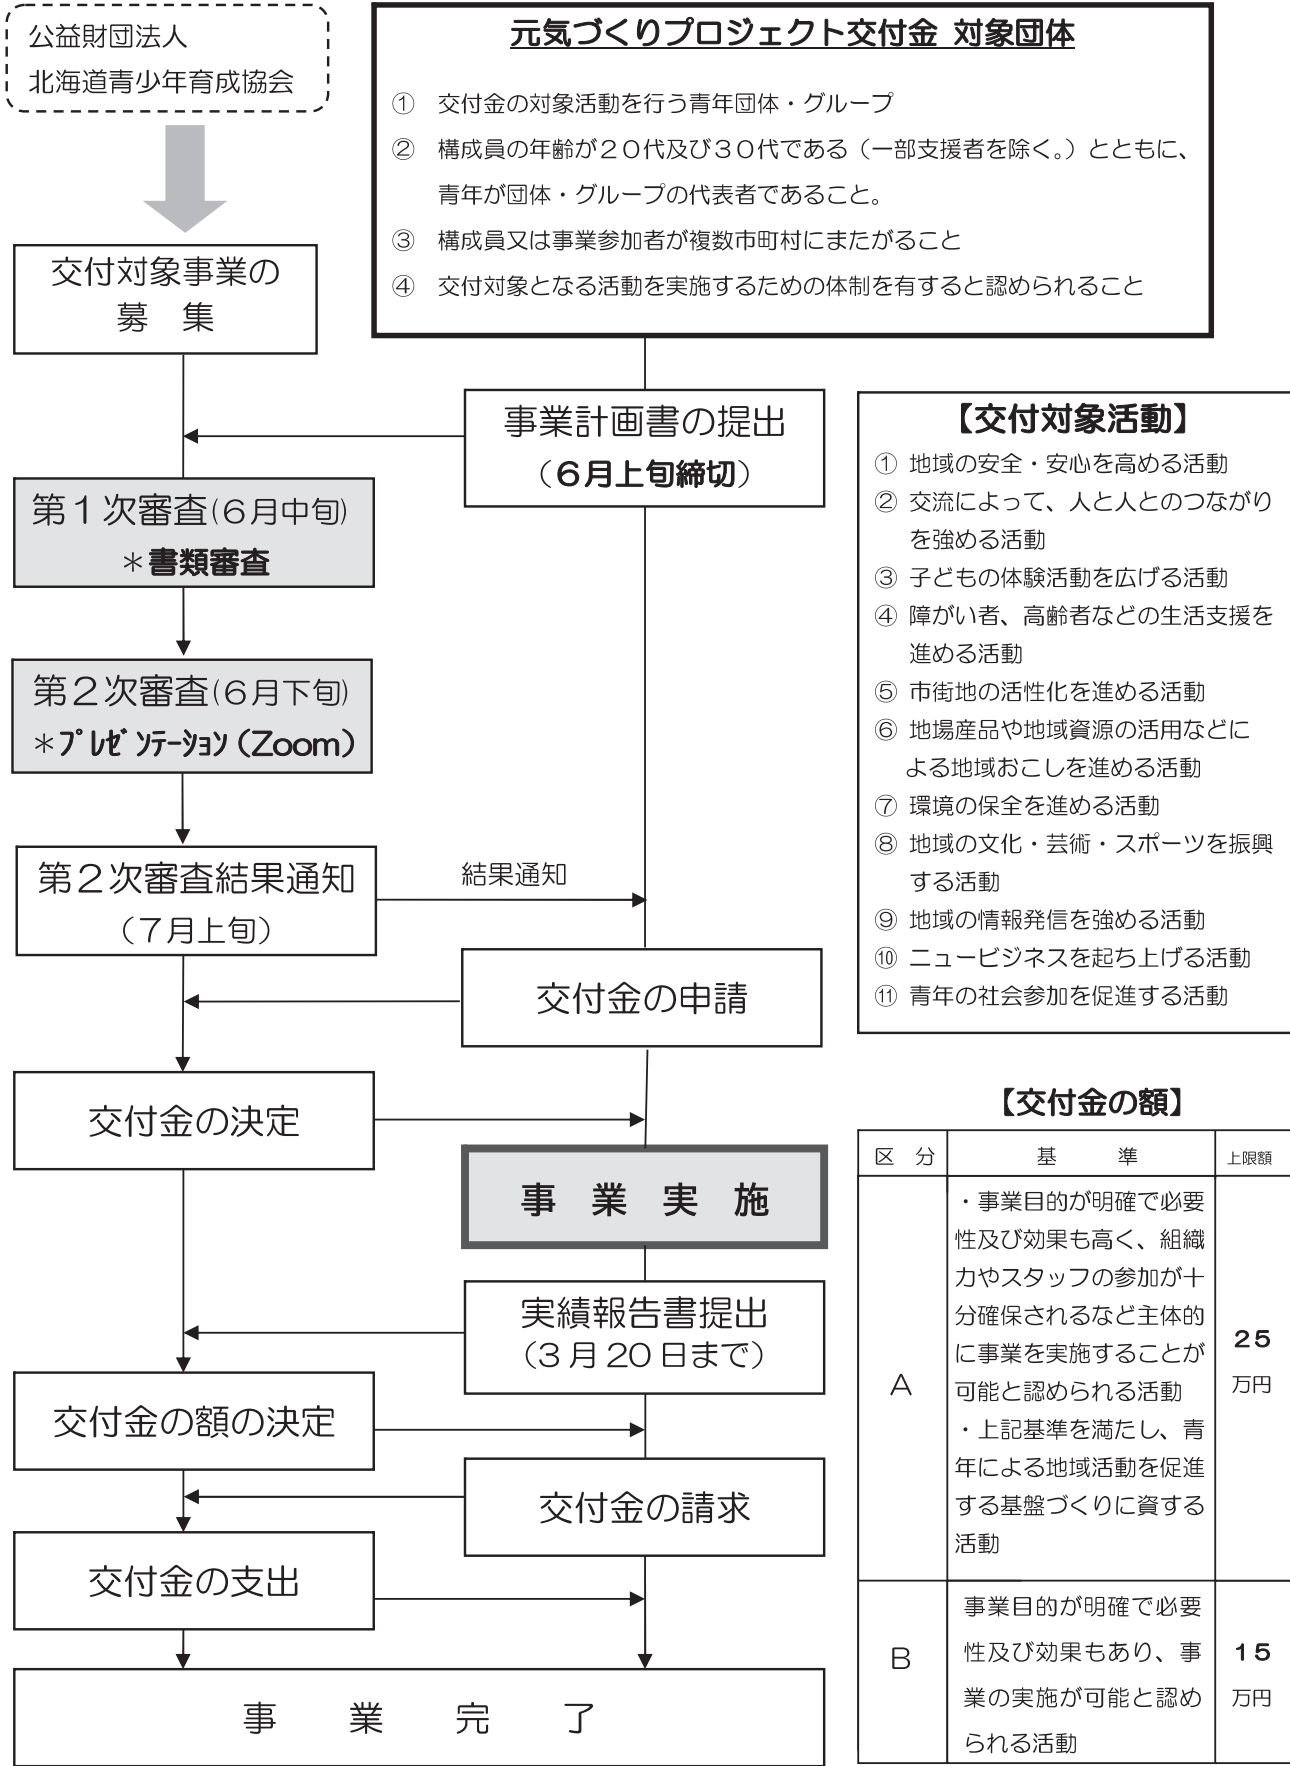 公益財団法人
北海道青少年育成協会
元気づくりプロジェクト交付金 対象団体
① 交付金の対象活動を行う青年団体・グループ
② 構成員の年齢が２０代及び３０代である（一部支援者を除く。）とともに、
青年が団体・グループの代表者であること。
③ 構成員又は事業参加者が複数市町村にまたがること
④ 交付対象となる活動を実施するための体制を有すると認められること
交付対象事業の
募　集
事業計画書の提出
（６月上旬締切）
第１次審査(６月中旬)
＊書類審査
第２次審査(６月下旬)
＊ﾌﾟﾚｾﾞﾝﾃｰｼｮﾝ（Zoom）
第２次審査結果通知
（７月上旬）
結果通知
交付金の申請
交付金の決定
事　業　実　施
実績報告書提出
（３月 20 日まで）
交付金の額の決定
交付金の請求
交付金の支出
事　　業　　完　　了
【交付対象活動】
① 地域の安全・安心を高める活動
② 交流によって、人と人とのつながり
を強める活動
③ 子どもの体験活動を広げる活動
④ 障がい者、高齢者などの生活支援を
進める活動
⑤ 市街地の活性化を進める活動
⑥ 地場産品や地域資源の活用などに
よる地域おこしを進める活動
⑦ 環境の保全を進める活動
⑧ 地域の文化・芸術・スポーツを振興
する活動
⑨ 地域の情報発信を強める活動
⑩ ニュービジネスを起ち上げる活動
⑪ 青年の社会参加を促進する活動
【交付金の額】
区　分　基　　準　上限額
A
・事業目的が明確で必要
性及び効果も高く、組織
力やスタッフの参加が十
分確保されるなど主体的
に事業を実施することが
可能と認められる活動
・上記基準を満たし、青
年による地域活動を促進
する基盤づくりに資する
活動
25
万円
B
事業目的が明確で必要
性及び効果もあり、事
業の実施が可能と認め
られる活動
15
万円